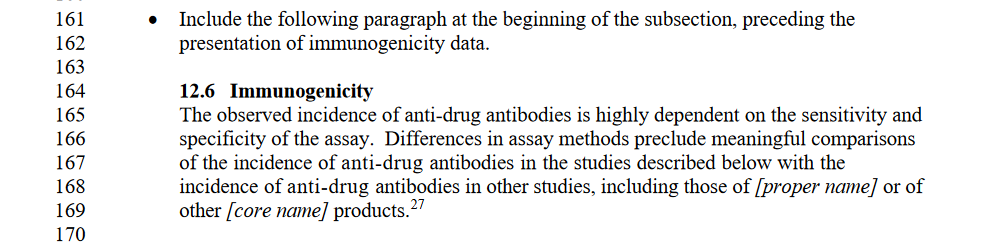 161 • Include the following paragraph at the beginning of the subsection, preceding the
162 presentation of immunogenicity data.
163
164 12.6 Immunogenicity
165 The observed incidence of anti-drug antibodies is highly dependent on the sensitivity and
166 specificity of the assay. Differences in assay methods preclude meaningful comparisons
167 of the incidence of anti-drug antibodies in the studies described below with the
168 incidence of anti-drug antibodies in other studies, including those of [proper name] or of
169 other [core name] products.27
170